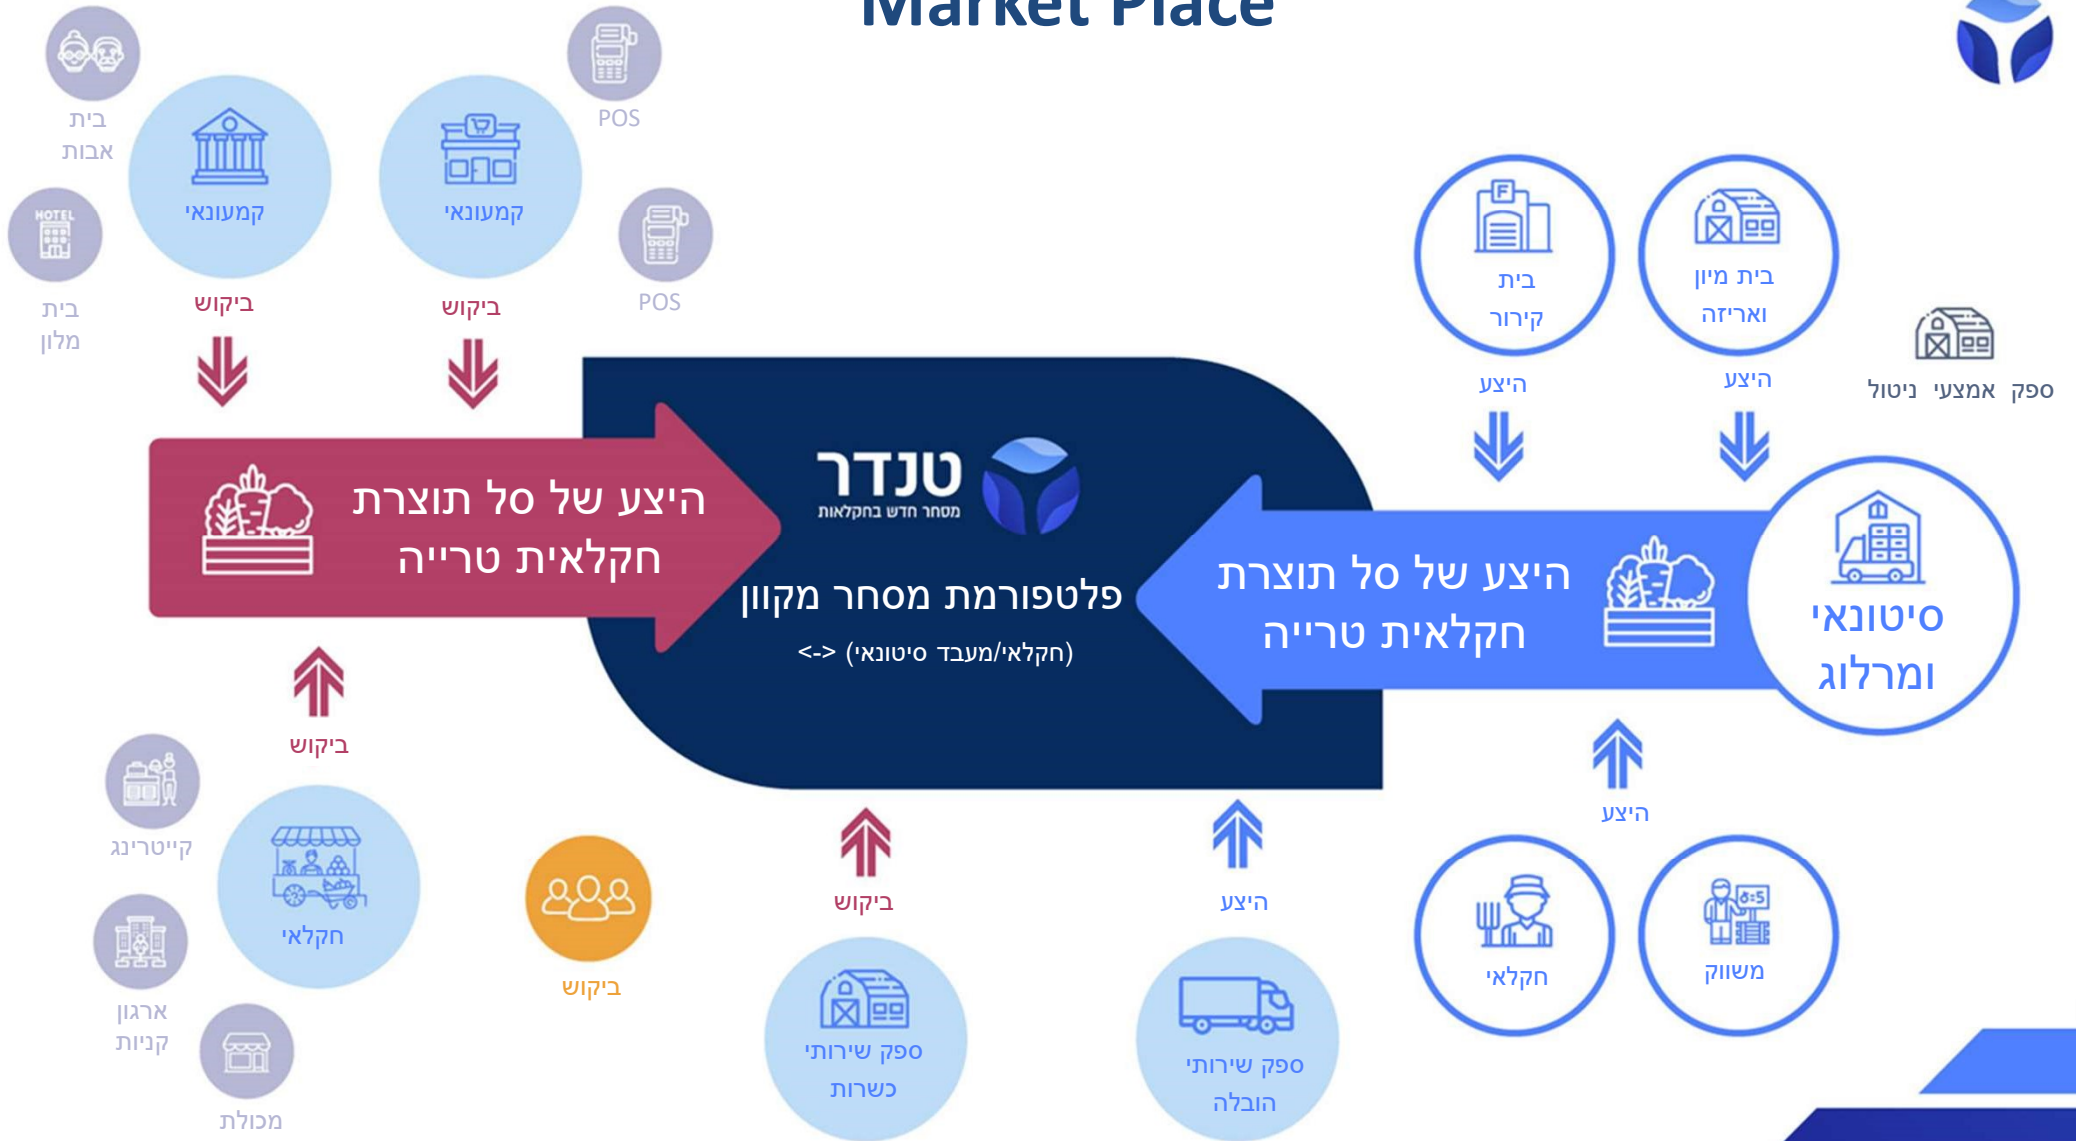 Market Place
בית
אבות
קמעונאי
קמעונאי
POS
HOTEL
בית
מלון
ביקוש
ביקוש
POS
F
בית
קירור
היצע
בית מיון
ואריזה
היצע
ספק אמצעי ניטול
היצע של סל תוצרת
חקלאית טרייה
טנדר
מסחר חדש בחקלאות
פלטפורמת מסחר מקוון
(חקלאי/מעבד סיטונאי) <->
היצע של סל תוצרת
חקלאית טרייה
סיטונאי
ומרלוג
ביקוש
קייטרינג
חקלאי
ארגון
קניות
מכולת
ביקוש
ביקוש
ספק שירותי
כשרות
היצע
ספק שירותי
הובלה
היצע
חקלאי
משווק